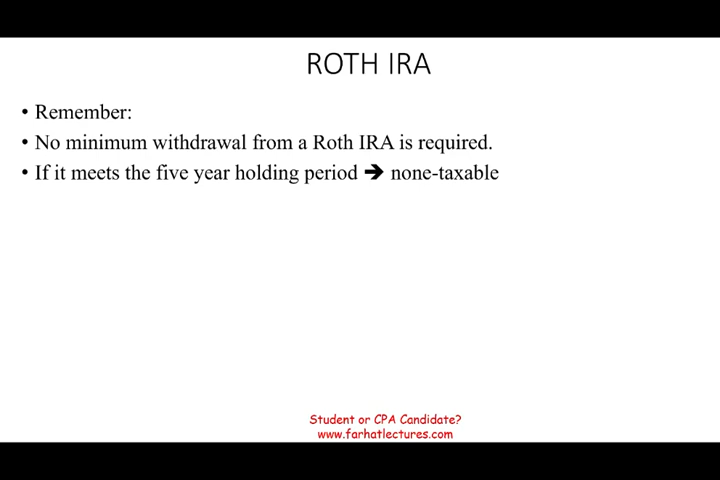 ROTH IRA
• Remember:
• No minimum withdrawal from a Roth IRA is required.
• If it meets the five year holding period ➔ none-taxable
Student or CPA Candidate?
www.farhatlectures.com